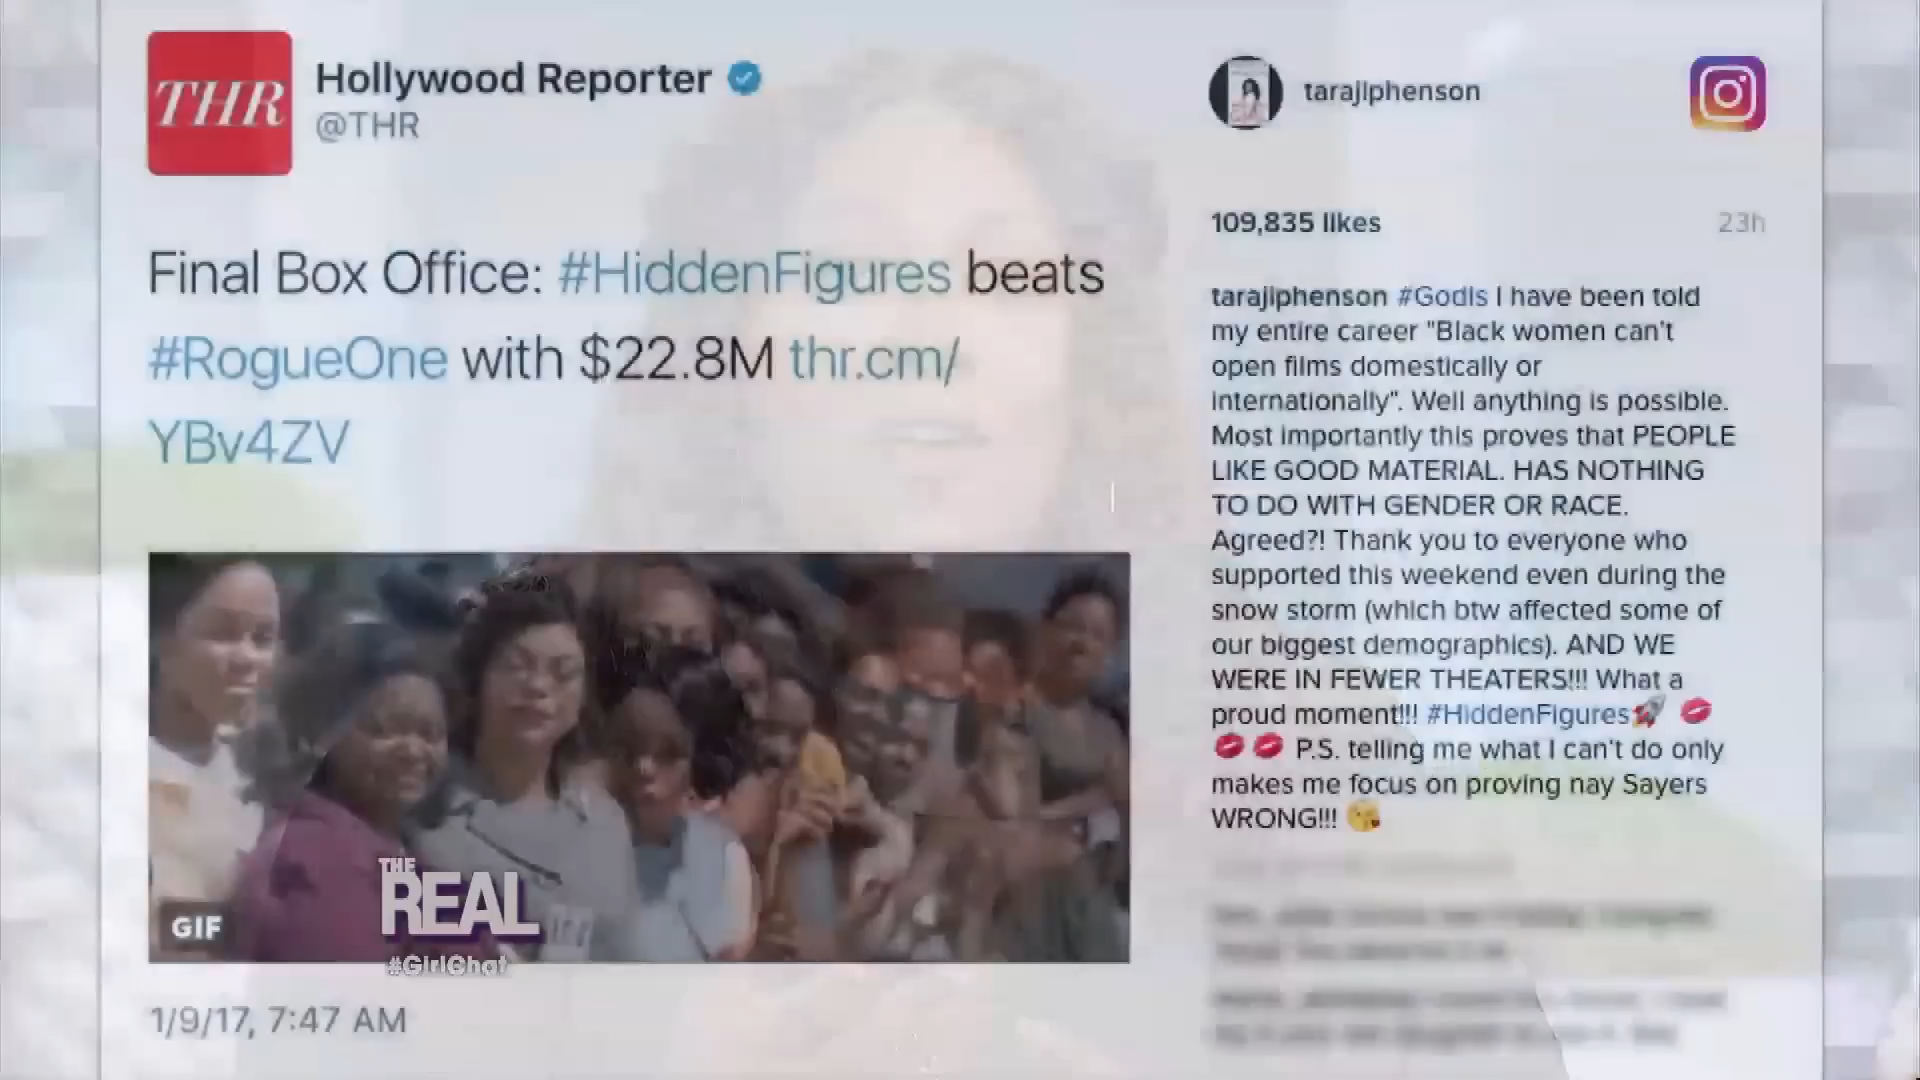 THR
Hollywood Reporter
@THR
Final Box Office: #HiddenFigures beats
#RogueOne with $22.8M thr.cm/
YBv4ZV
GIF
THE
REAL
#GirlChat
1/9/17, 7:47 AM
tarajiphenson
109,835 likes 23h
tarajiphenson #GodIs I have been told
my entire career "Black women can't
open films domestically or
internationally". Well anything is possible.
Most importantly this proves that PEOPLE
LIKE GOOD MATERIAL. HAS NOTHING
TO DO WITH GENDER OR RACE.
Agreed?! Thank you to everyone who
supported this weekend even during the
snow storm (which btw affected some of
our biggest demographics). AND WE
WERE IN FEWER THEATERS!!! What a
proud moment!!! #HiddenFigures🚀 💋
💋💋 P.S. telling me what I can't do only
makes me focus on proving nay Sayers
WRONG!!! 😘